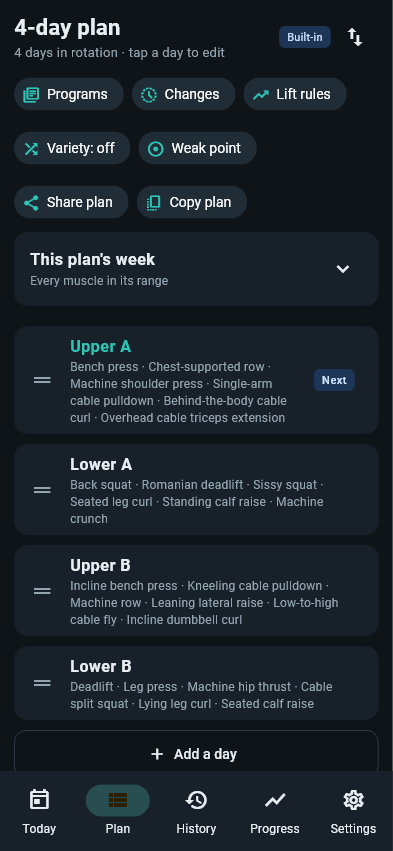 4-day plan
4 days in rotation · tap a day to edit
Built-in
Programs
Changes
Lift rules
Variety: off
Weak point
Share plan
Copy plan
This plan's week
Every muscle in its range
Upper A
Bench press · Chest-supported row ·
Machine shoulder press · Single-arm
cable pulldown · Behind-the-body cable
curl · Overhead cable triceps extension
Next
Lower A
Back squat · Romanian deadlift · Sissy squat ·
Seated leg curl · Standing calf raise · Machine
crunch
Upper B
Incline bench press · Kneeling cable pulldown ·
Machine row · Leaning lateral raise · Low-to-high
cable fly · Incline dumbbell curl
Lower B
Deadlift · Leg press · Machine hip thrust · Cable
split squat · Lying leg curl · Seated calf raise
+ Add a day
Today
Plan
History
Progress
Settings